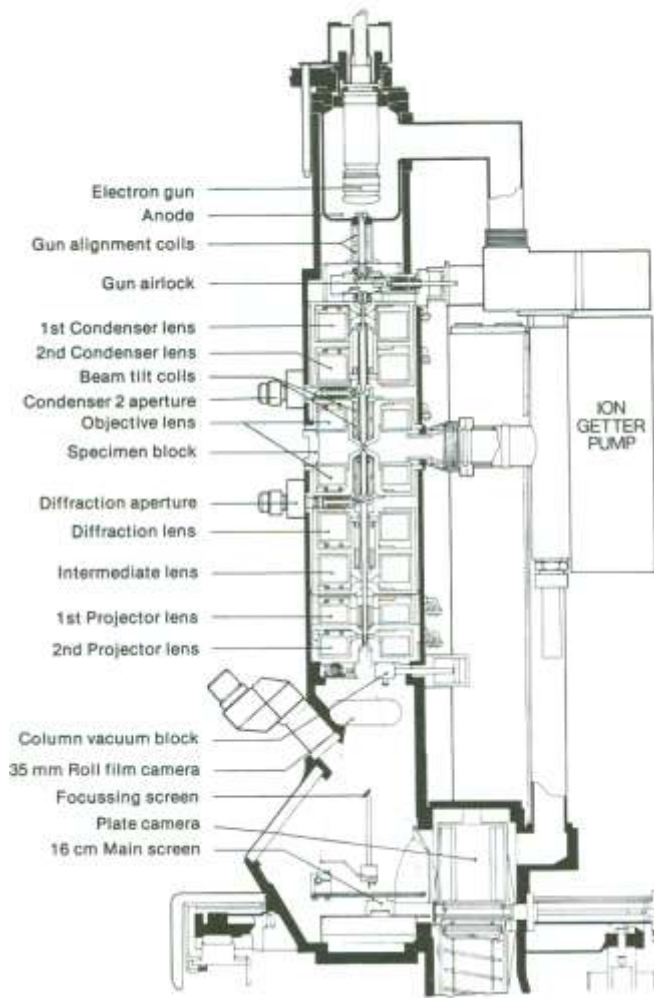 Electron gun
Anode
Gun alignment coils
Gun airlock
1st Condenser lens
2nd Condenser lens
Beam tilt coils
Condenser 2 aperture
Objective lens
Specimen block
ION
GETTER
PUMP
Diffraction aperture
Diffraction lens
Intermediate lens
1st Projector lens
2nd Projector lens
Column vacuum block
35 mm Roll film camera
Focussing screen
Plate camera
16 cm Main screen